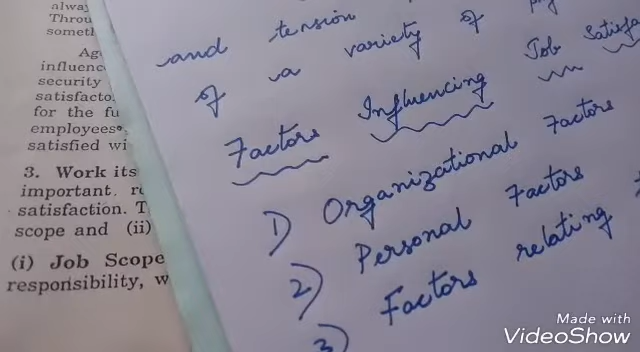 alway
Throu
somet
Ag
influenc
security
satisfacto
for the fu
employees
satisfied wi
3. Work its
important r
satisfaction. T
scope and (ii)
(i) Job Scope
responsibility, w
and tension
of a variety of
Factors Influencing Job Satisfa
1) Organizational Factors
2) Personal Factors
3) Factors relating
Made with
VideoShow